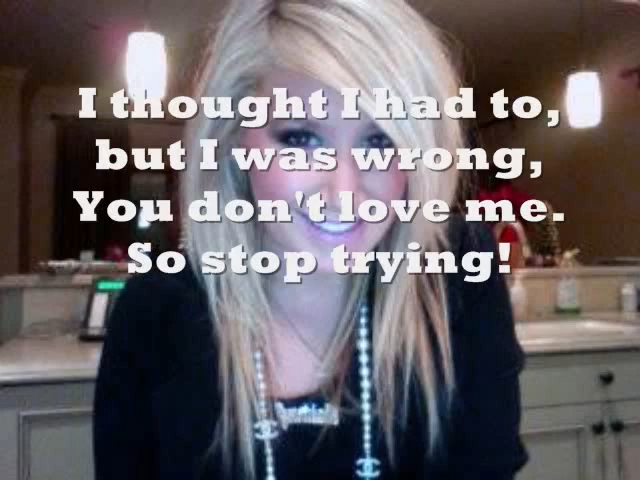 I thought I had to,
but I was wrong,
You don't love me.
So stop trying!